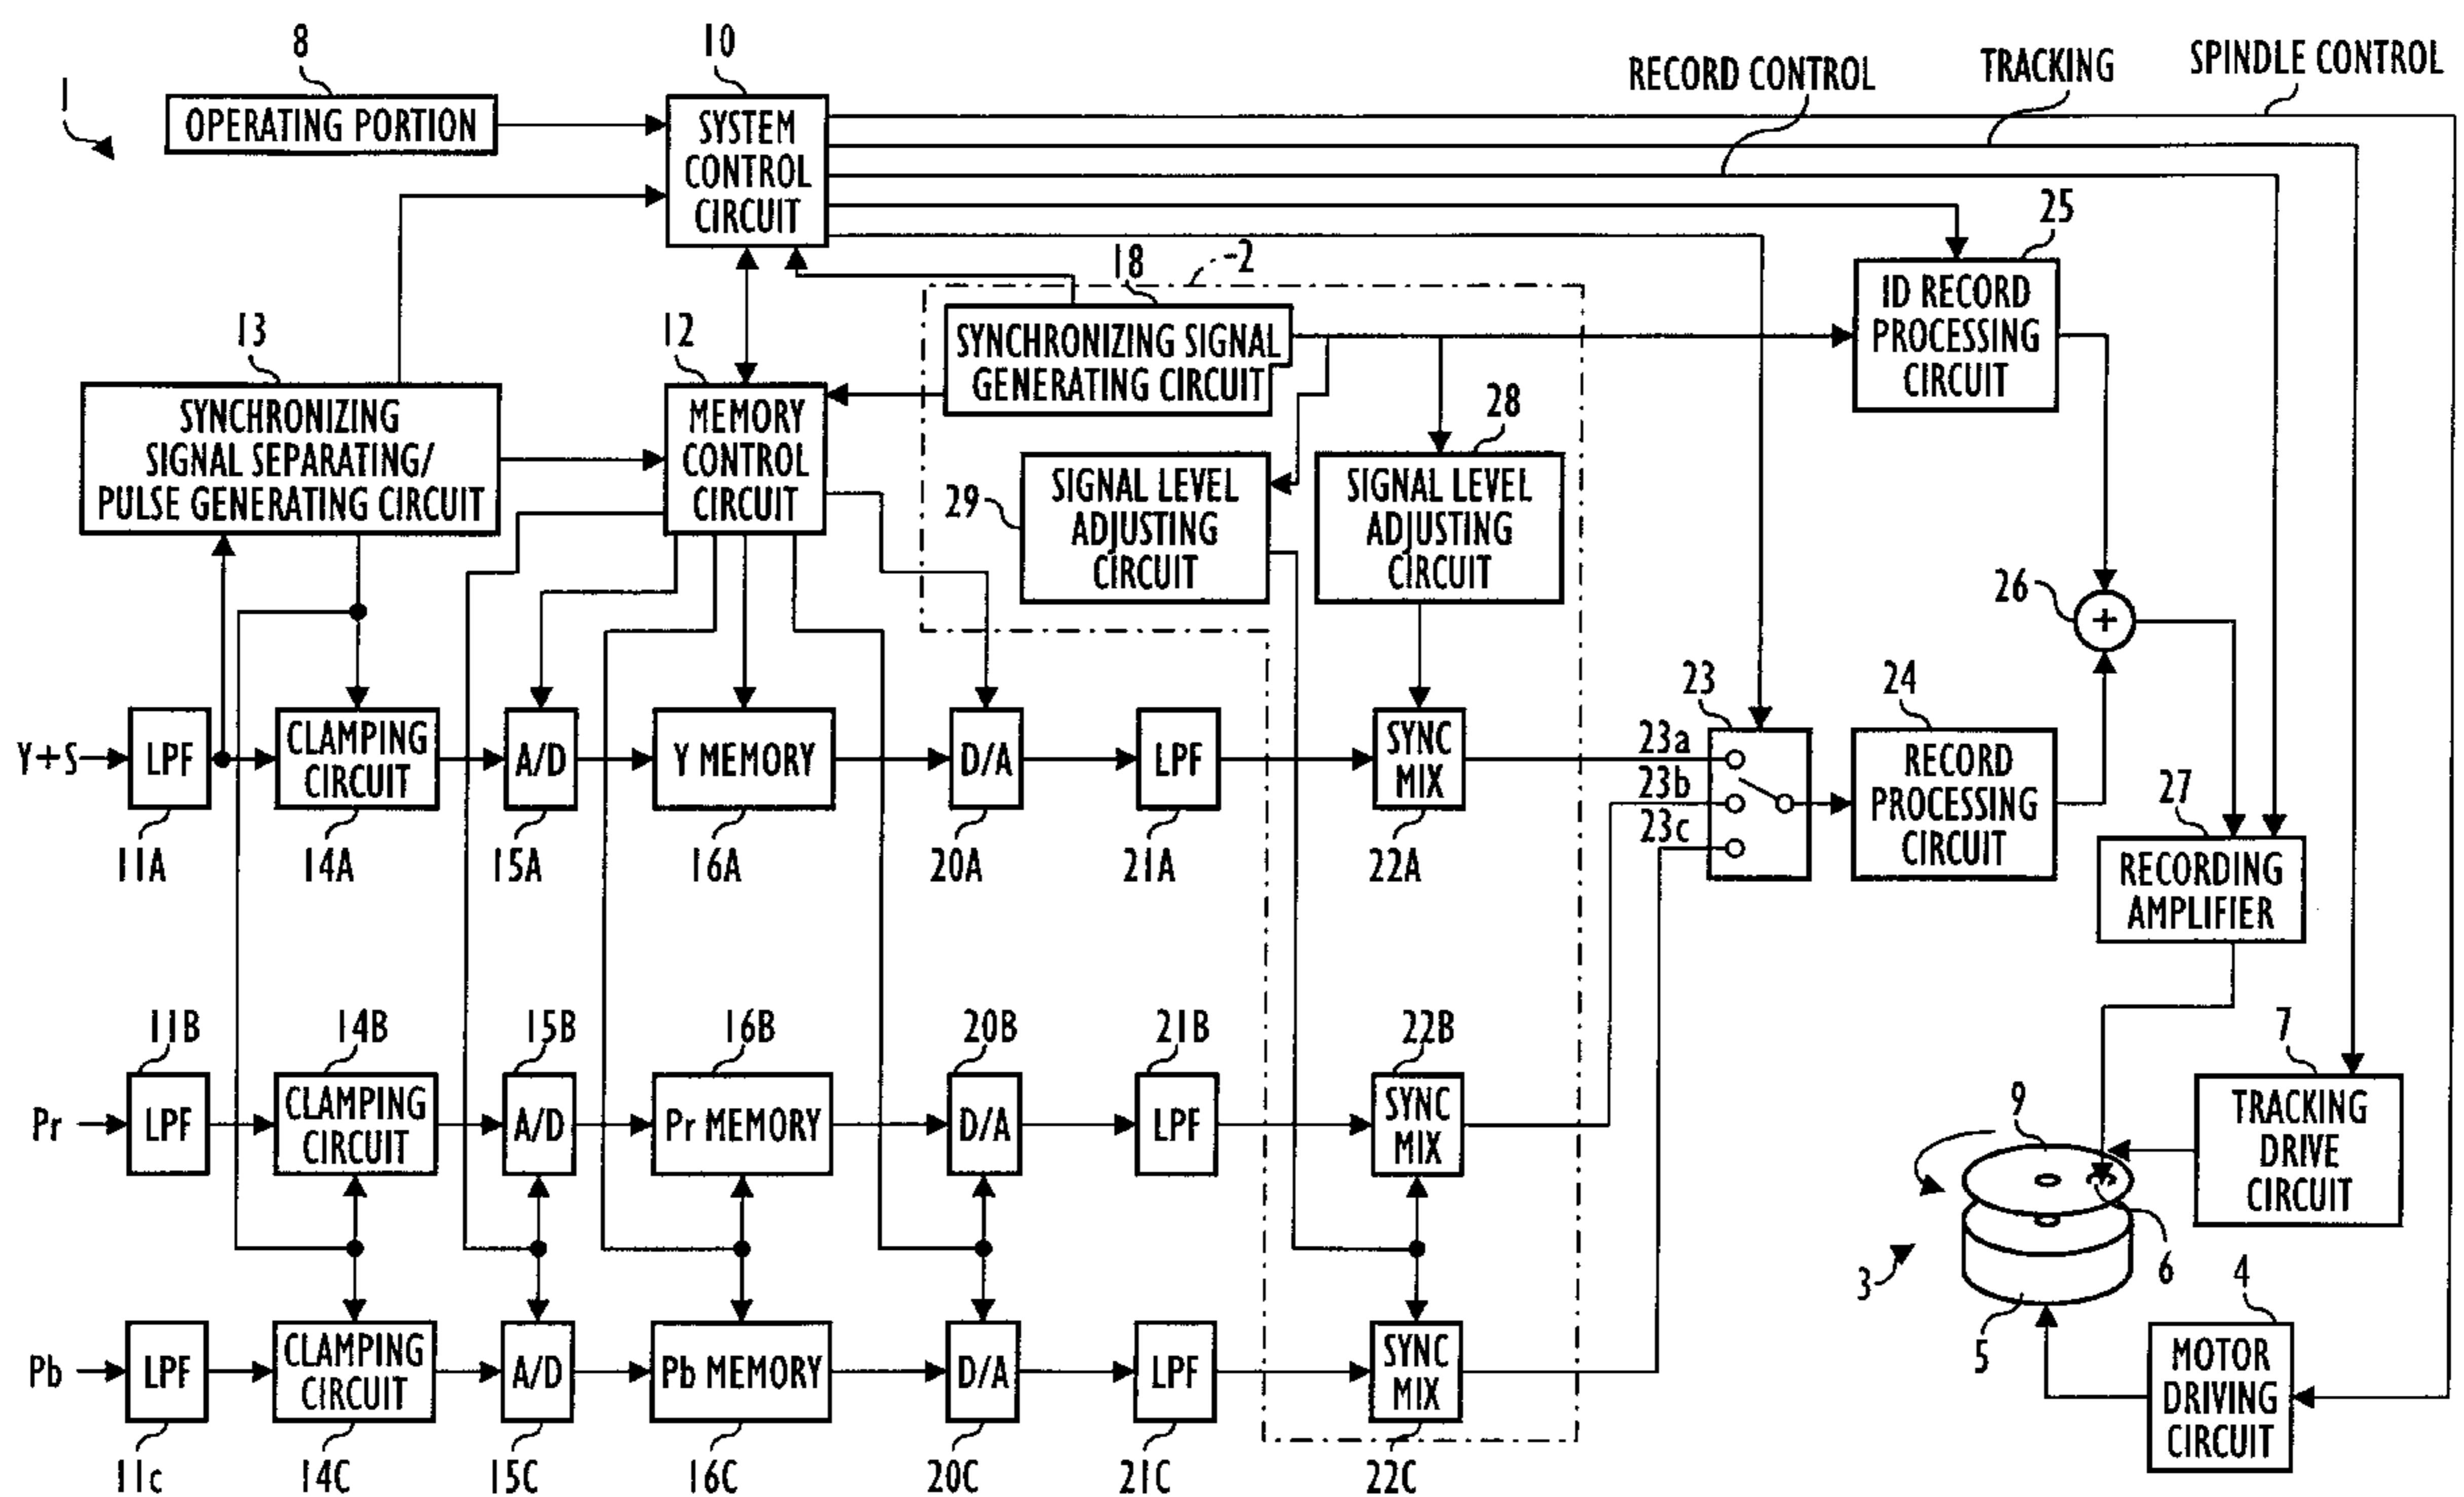 1
8
OPERATING PORTION
10
SYSTEM
CONTROL
CIRCUIT
RECORD CONTROL
TRACKING
SPINDLE CONTROL
13
SYNCHRONIZING
SIGNAL SEPARATING/
PULSE GENERATING CIRCUIT
12
MEMORY
CONTROL
CIRCUIT
18
2
SYNCHRONIZING SIGNAL
GENERATING CIRCUIT
29
SIGNAL LEVEL
ADJUSTING
CIRCUIT
28
SIGNAL LEVEL
ADJUSTING
CIRCUIT
25
ID RECORD
PROCESSING
CIRCUIT
26
+
Y+S
LPF
11A
CLAMPING
CIRCUIT
14A
A/D
15A
Y MEMORY
16A
D/A
20A
LPF
21A
SYNC
MIX
22A
23
23a
23b
23c
24
RECORD
PROCESSING
CIRCUIT
27
RECORDING
AMPLIFIER
Pr
11B
LPF
14B
CLAMPING
CIRCUIT
15B
A/D
16B
Pr MEMORY
20B
D/A
21B
LPF
22B
SYNC
MIX
7
TRACKING
DRIVE
CIRCUIT
9
6
3
5
4
MOTOR
DRIVING
CIRCUIT
Pb
LPF
11c
CLAMPING
CIRCUIT
14C
A/D
15C
Pb MEMORY
16C
D/A
20C
LPF
21C
SYNC
MIX
22C